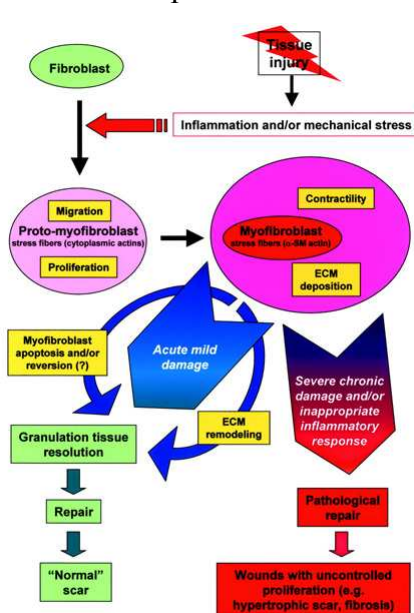 Tissue
injury
Fibroblast
Inflammation and/or mechanical stress
Migration
Proto-myofibroblast
stress fibers (cytoplasmic actins)
Proliferation
Contractility
Myofibroblast
stress fibers (α-SM actin)
ECM
deposition
Myofibroblast
apoptosis and/or
reversion (?)
Acute mild
damage
Severe chronic
damage and/or
inappropriate
inflammatory
response
ECM
remodeling
Granulation tissue
resolution
Repair
"Normal"
scar
Pathological
repair
Wounds with uncontrolled
proliferation (e.g.
hypertrophic scar, fibrosis)